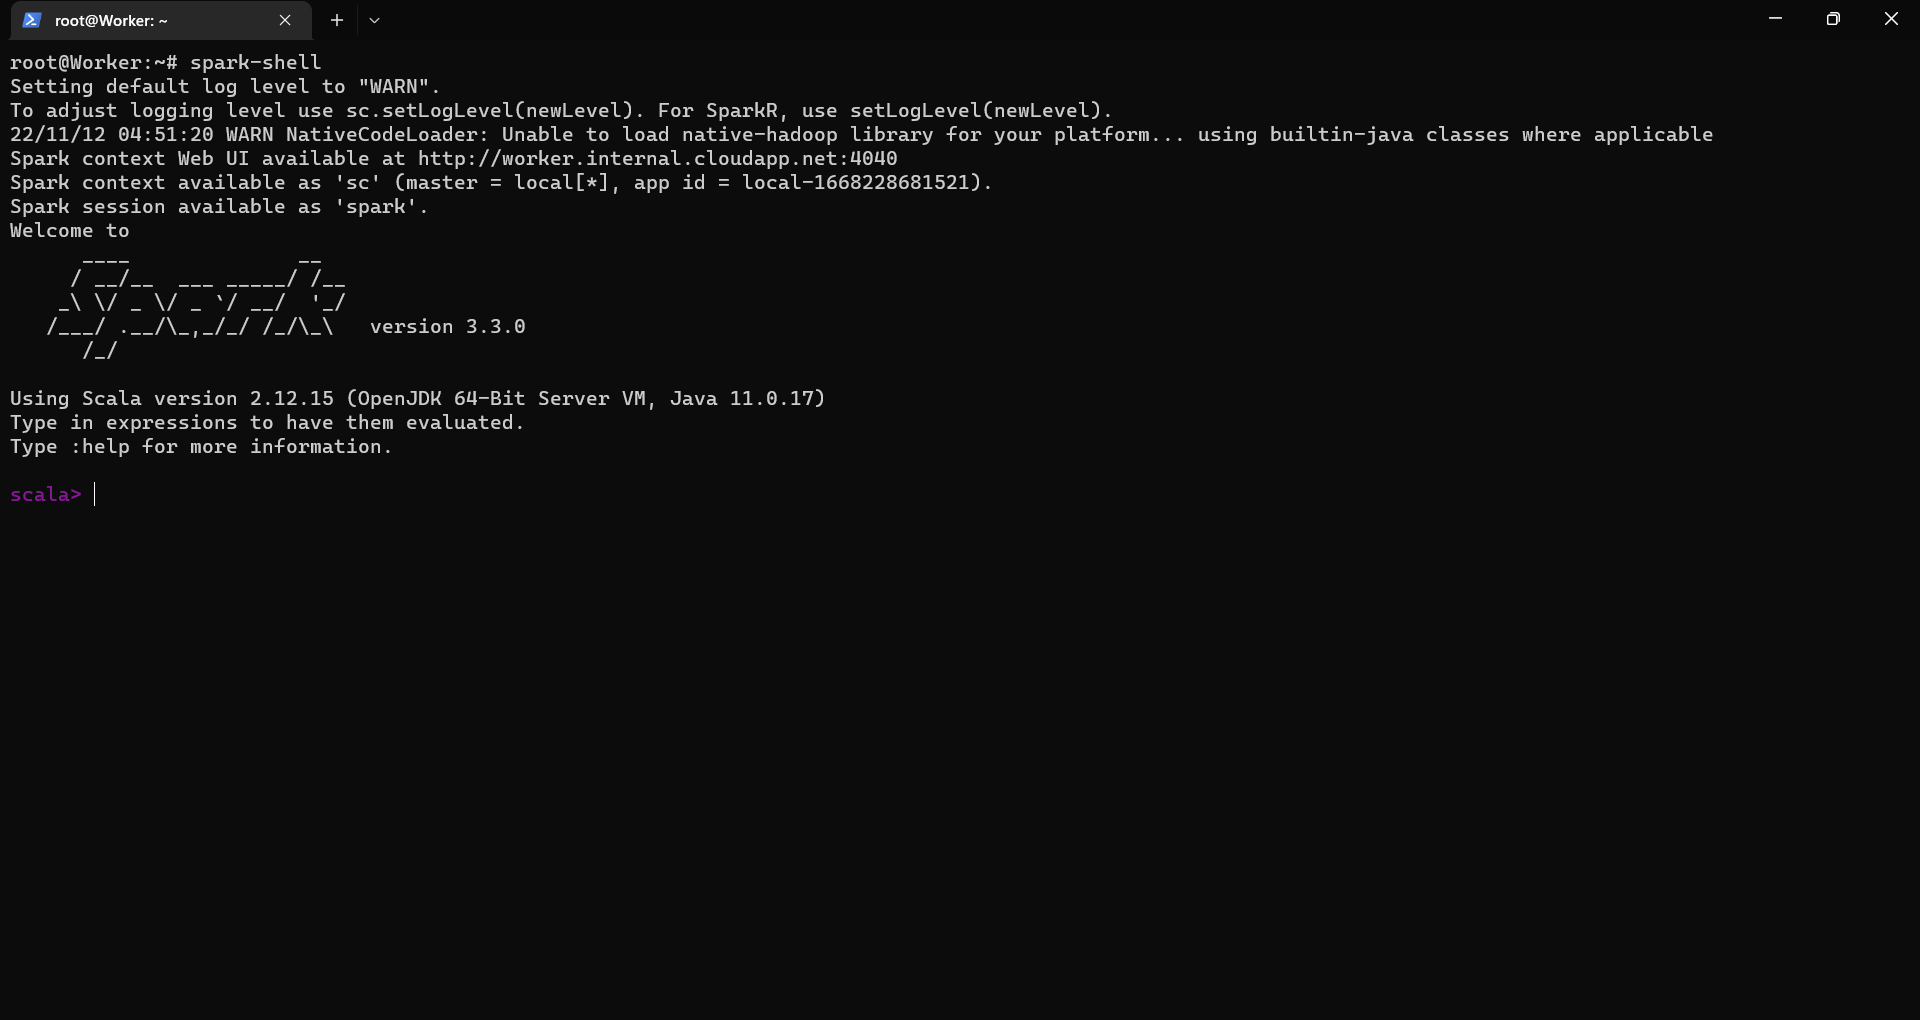 root@Worker: ~
root@Worker:~# spark-shell
Setting default log level to "WARN".
To adjust logging level use sc.setLogLevel(newLevel). For SparkR, use setLogLevel(newLevel).
22/11/12 04:51:20 WARN NativeCodeLoader: Unable to load native-hadoop library for your platform... using builtin-java classes where applicable
Spark context Web UI available at http://worker.internal.cloudapp.net:4040
Spark context available as 'sc' (master = local[*], app id = local-1668228681521).
Spark session available as 'spark'.
Welcome to
      ____              __
     / __/__  ___ _____/ /__
    _\ \/ _ \/ _ `/ __/  '_/
   /___/ .__/\_,_/_/ /_/\_\   version 3.3.0
      /_/
Using Scala version 2.12.15 (OpenJDK 64-Bit Server VM, Java 11.0.17)
Type in expressions to have them evaluated.
Type :help for more information.
scala>